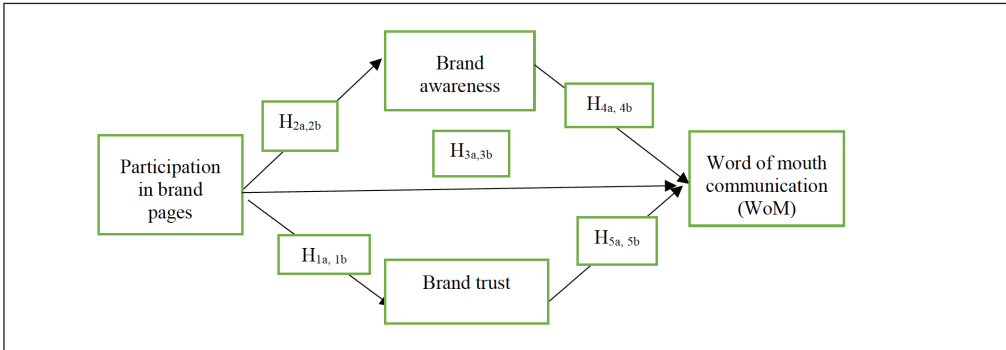 Brand
awareness
H2a,2b
H4a, 4b
H3a,3b
Participation
in brand
pages
Word of mouth
communication
(WoM)
H1a, 1b
H5a, 5b
Brand trust